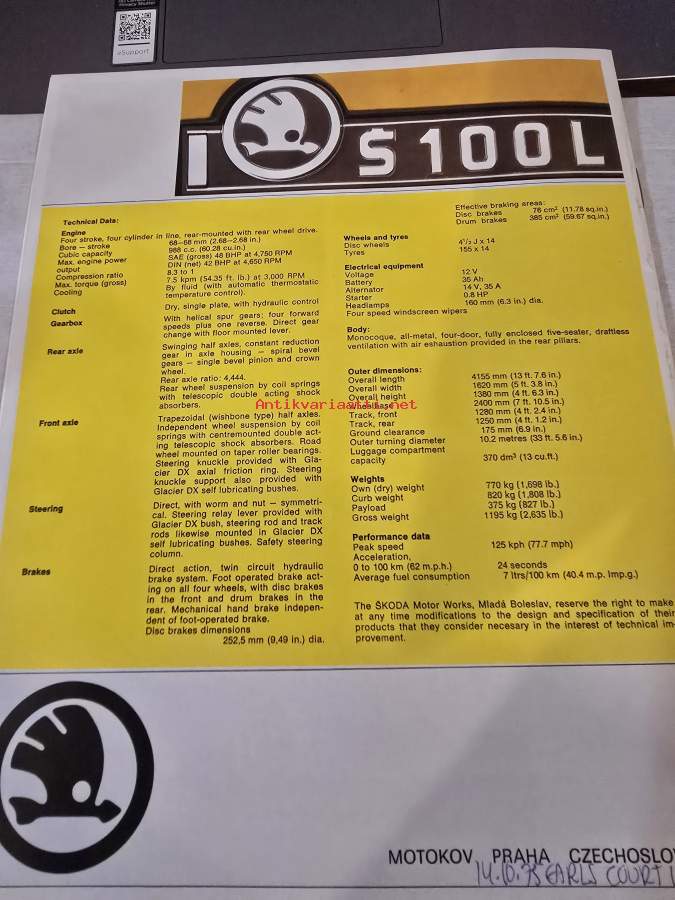 eSupport
S100L
Technical Data:
Engine
Four stroke, four cylinder in line, rear-mounted with rear wheel drive.
Bore — stroke 68—68 mm (2.68—2.68 in.)
Cubic capacity 988 c.c. (60.28 cu.in.)
Max. engine power SAE (gross) 48 BHP at 4,750 RPM
output DIN (net) 42 BHP at 4,650 RPM
Compression ratio 8.3 to 1
Max. torque (gross) 7.5 kpm (54.35 ft. lb.) at 3,000 RPM
Cooling By fluid (with automatic thermostatic
temperature control).
Clutch Dry, single plate, with hydraulic control
Gearbox With helical spur gears; four forward
speeds plus one reverse. Direct gear
change with floor mounted lever.
Rear axle Swinging half axles, constant reduction
gear in axle housing — spiral bevel
gears — single bevel pinion and crown
wheel.
Rear axle ratio: 4,444.
Rear wheel suspension by coil springs
with telescopic double acting shock
absorbers.
Front axle Trapezoidal (wishbone type) half axles.
Independent wheel suspension by coil
springs with centremounted double act-
ing telescopic shock absorbers. Road
wheel mounted on taper roller bearings.
Steering knuckle provided with Gla-
cier DX axial friction ring. Steering
knuckle support also provided with
Glacier DX self lubricating bushes.
Steering Direct, with worm and nut — symmetri-
cal. Steering relay lever provided with
Glacier DX bush, steering rod and track
rods likewise mounted in Glacier DX
self lubricating bushes. Safety steering
column.
Brakes Direct action, twin circuit hydraulic
brake system. Foot operated brake act-
ing on all four wheels, with disc brakes
in the front and drum brakes in the
rear. Mechanical hand brake indepen-
dent of foot-operated brake.
Disc brakes dimensions
252,5 mm (9,49 in.) dia.
Effective braking areas:
Disc brakes 76 cm² (11.78 sq.in.)
Drum brakes 385 cm² (59.67 sq.in.)
Wheels and tyres
Disc wheels 4½ J x 14
Tyres 155 x 14
Electrical equipment
Voltage 12 V
Battery 35 Ah
Alternator 14 V, 35 A
Starter 0.8 HP
Headlamps 160 mm (6.3 in.) dia.
Four speed windscreen wipers
Body:
Monocoque, all-metal, four-door, fully enclosed five-seater, draftless
ventilation with air exhaustion provided in the rear pillars.
Outer dimensions:
Overall length 4155 mm (13 ft. 7.6 in.)
Overall width 1620 mm (5 ft. 3.8 in.)
Overall height 1380 mm (4 ft. 6.3 in.)
2400 mm (7 ft. 10.5 in.)
Track, front 1280 mm (4 ft. 2.4 in.)
Track, rear 1250 mm (4 ft. 1.2 in.)
Ground clearance 175 mm (6.9 in.)
Outer turning diameter 10.2 metres (33 ft. 5.6 in.)
Luggage compartment
capacity 370 dm³ (13 cu.ft.)
Weights
Own (dry) weight 770 kg (1,698 lb.)
Curb weight 820 kg (1,808 lb.)
Payload 375 kg (827 lb.)
Gross weight 1195 kg (2,635 lb.)
Performance data
Peak speed 125 kph (77.7 mph)
Acceleration,
0 to 100 km (62 m.p.h.) 24 seconds
Average fuel consumption 7 ltrs/100 km (40.4 m.p. Imp.g.)
The ŠKODA Motor Works, Mladá Boleslav, reserve the right to make
at any time modifications to the design and specification of their
products that they consider necesary in the interest of technical im-
provement.
Antikvariaatti.net
MOTOKOV PRAHA CZECHOSLOV
14.10.75 EARLS COURT